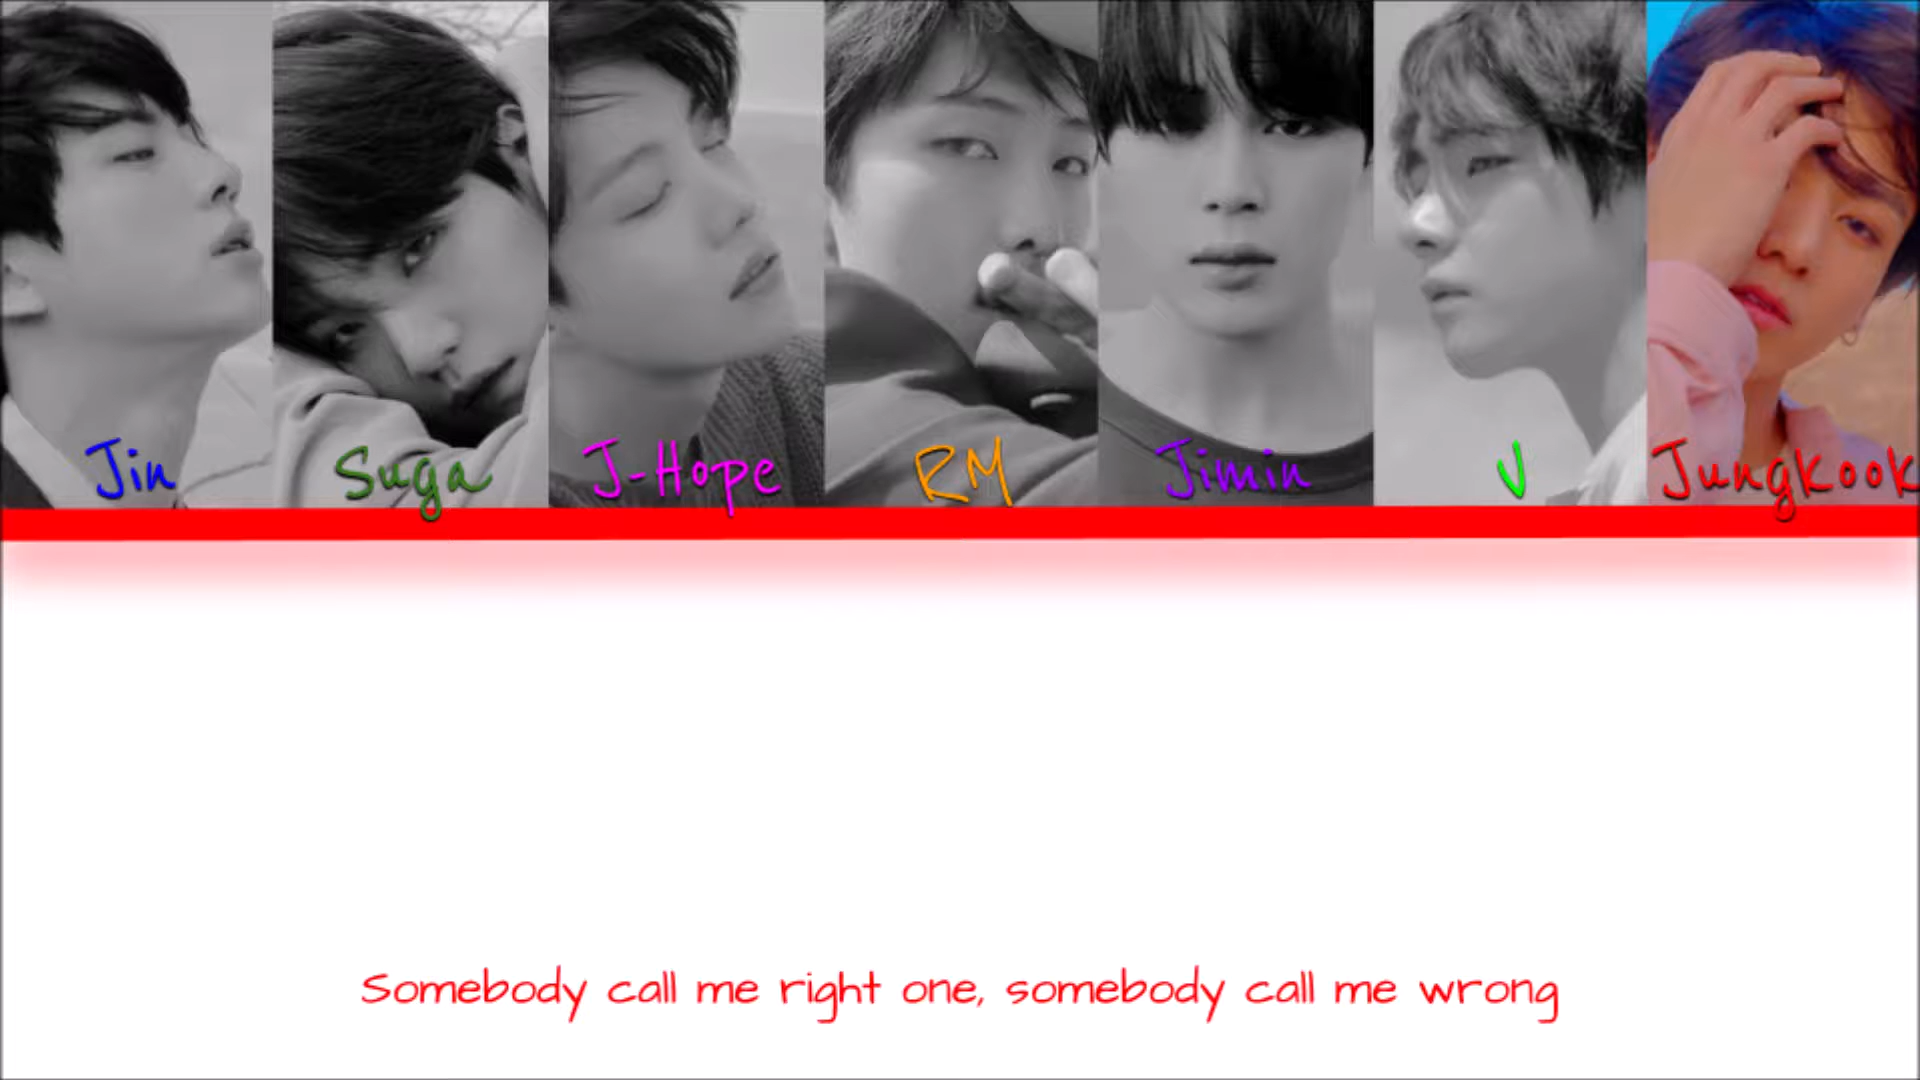 Jin Suga J-Hope RM Jimin V Jungkook
Somebody call me right one, somebody call me wrong